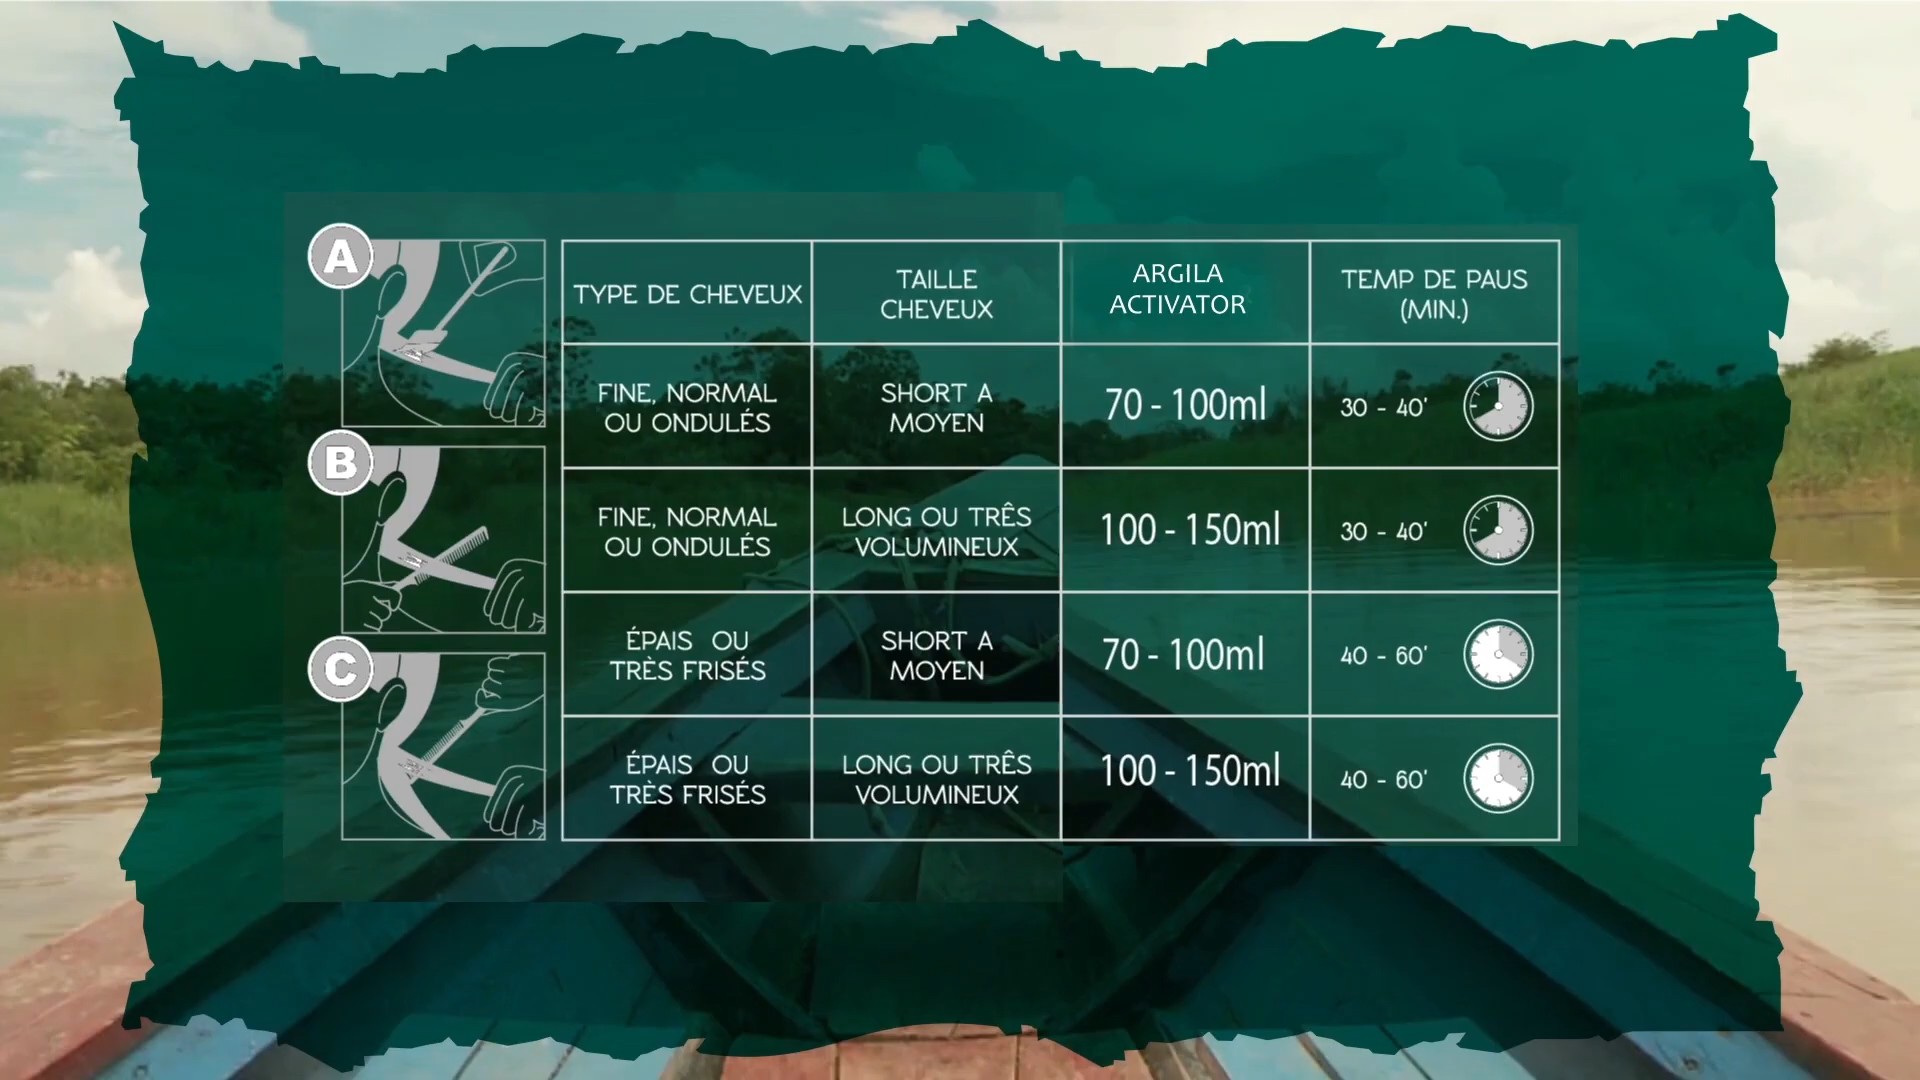 A
B
C
TYPE DE CHEVEUX
TAILLE
CHEVEUX
ARGILA
ACTIVATOR
TEMP DE PAUS
(MIN.)
FINE, NORMAL
OU ONDULÉS
SHORT A
MOYEN
70 - 100ml
30 - 40'
FINE, NORMAL
OU ONDULÉS
LONG OU TRÊS
VOLUMINEUX
100 - 150ml
30 - 40'
ÉPAIS OU
TRÈS FRISÉS
SHORT A
MOYEN
70 - 100ml
40 - 60'
ÉPAIS OU
TRÈS FRISÉS
LONG OU TRÊS
VOLUMINEUX
100 - 150ml
40 - 60'